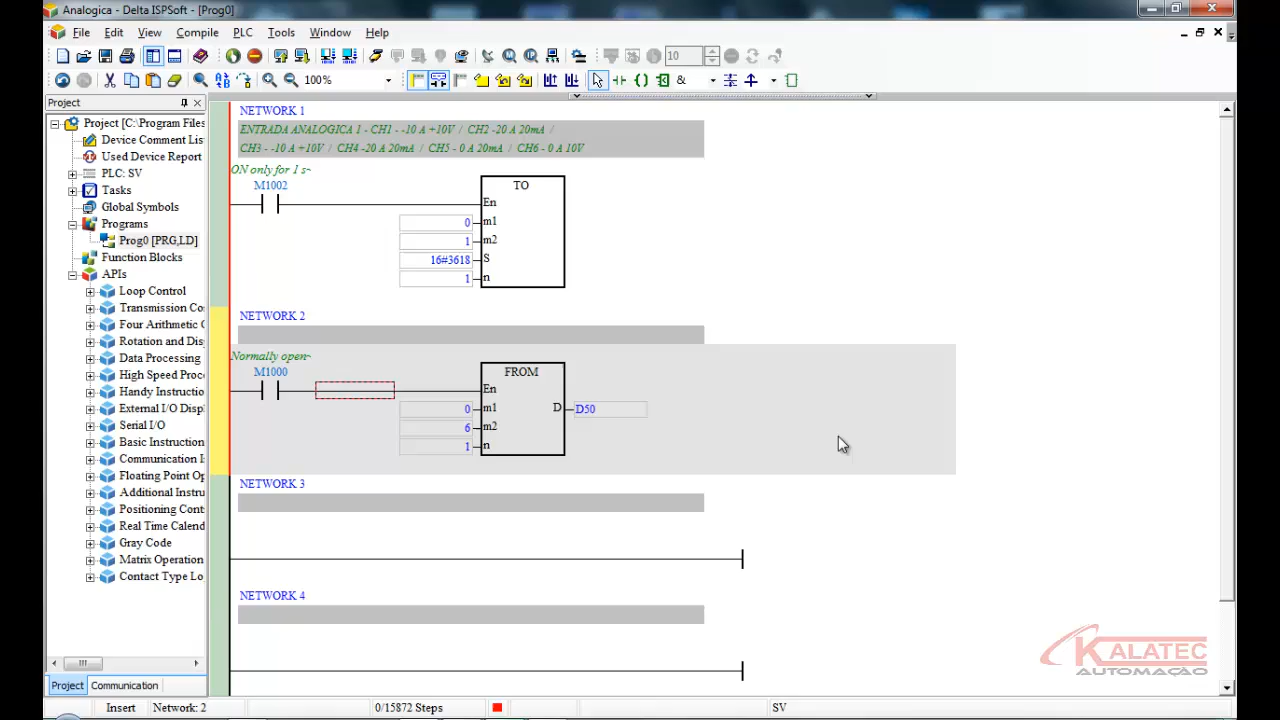 Analogica - Delta ISPSoft - [Prog0]
File Edit View Compile PLC Tools Window Help
10
100% &
Project
Project [C:\Program Files
Device Comment Lis
Used Device Report
PLC: SV
Tasks
Global Symbols
Programs
Prog0 [PRG,LD]
Function Blocks
APIs
Loop Control
Transmission Co
Four Arithmetic O
Rotation and Dis
Data Processing
High Speed Proc
Handy Instructio
External I/O Displ
Serial I/O
Basic Instruction
Communication I
Floating Point Op
Additional Instru
Positioning Cont
Real Time Calend
Gray Code
Matrix Operation
Contact Type Lo
Project Communication
NETWORK 1
ENTRADA ANALOGICA 1 - CH1 - -10 A +10V / CH2 -20 A 20mA /
CH3 - -10 A +10V / CH4 -20 A 20mA / CH5 - 0 A 20mA / CH6 - 0 A 10V
ON only for 1 s~
M1002 TO
En
0 m1
1 m2
16#3618 S
1 n
NETWORK 2
Normally open~
M1000 FROM
En
0 m1 D D50
6 m2
1 n
NETWORK 3
NETWORK 4
KALATEC
AUTOMAÇÃO
Insert Network: 2 0/15872 Steps SV